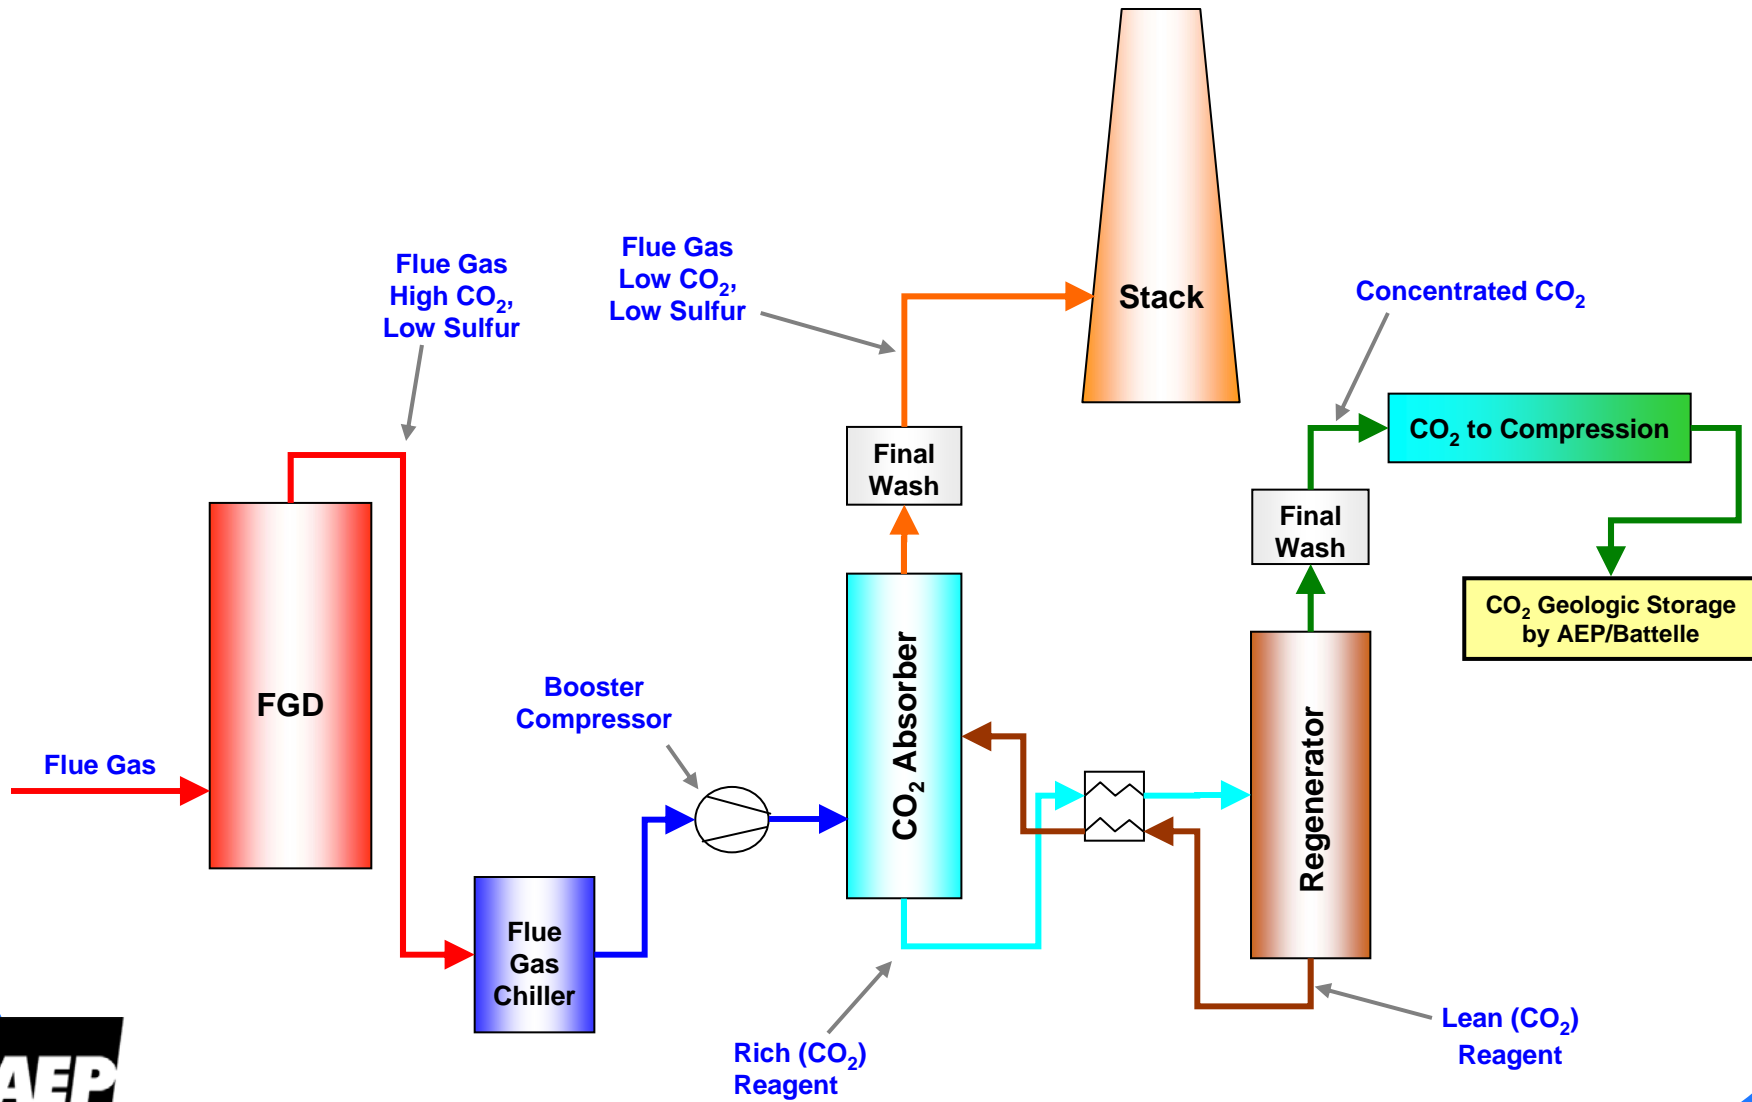 Flue Gas
High CO₂,
Low Sulfur
Flue Gas
Low CO₂,
Low Sulfur
Stack
Concentrated CO₂
CO₂ to Compression
Final
Wash
Final
Wash
CO₂ Geologic Storage
by AEP/Battelle
FGD
Flue Gas
Booster
Compressor
CO₂ Absorber
Regenerator
Flue
Gas
Chiller
Rich (CO₂)
Reagent
Lean (CO₂)
Reagent
AEP